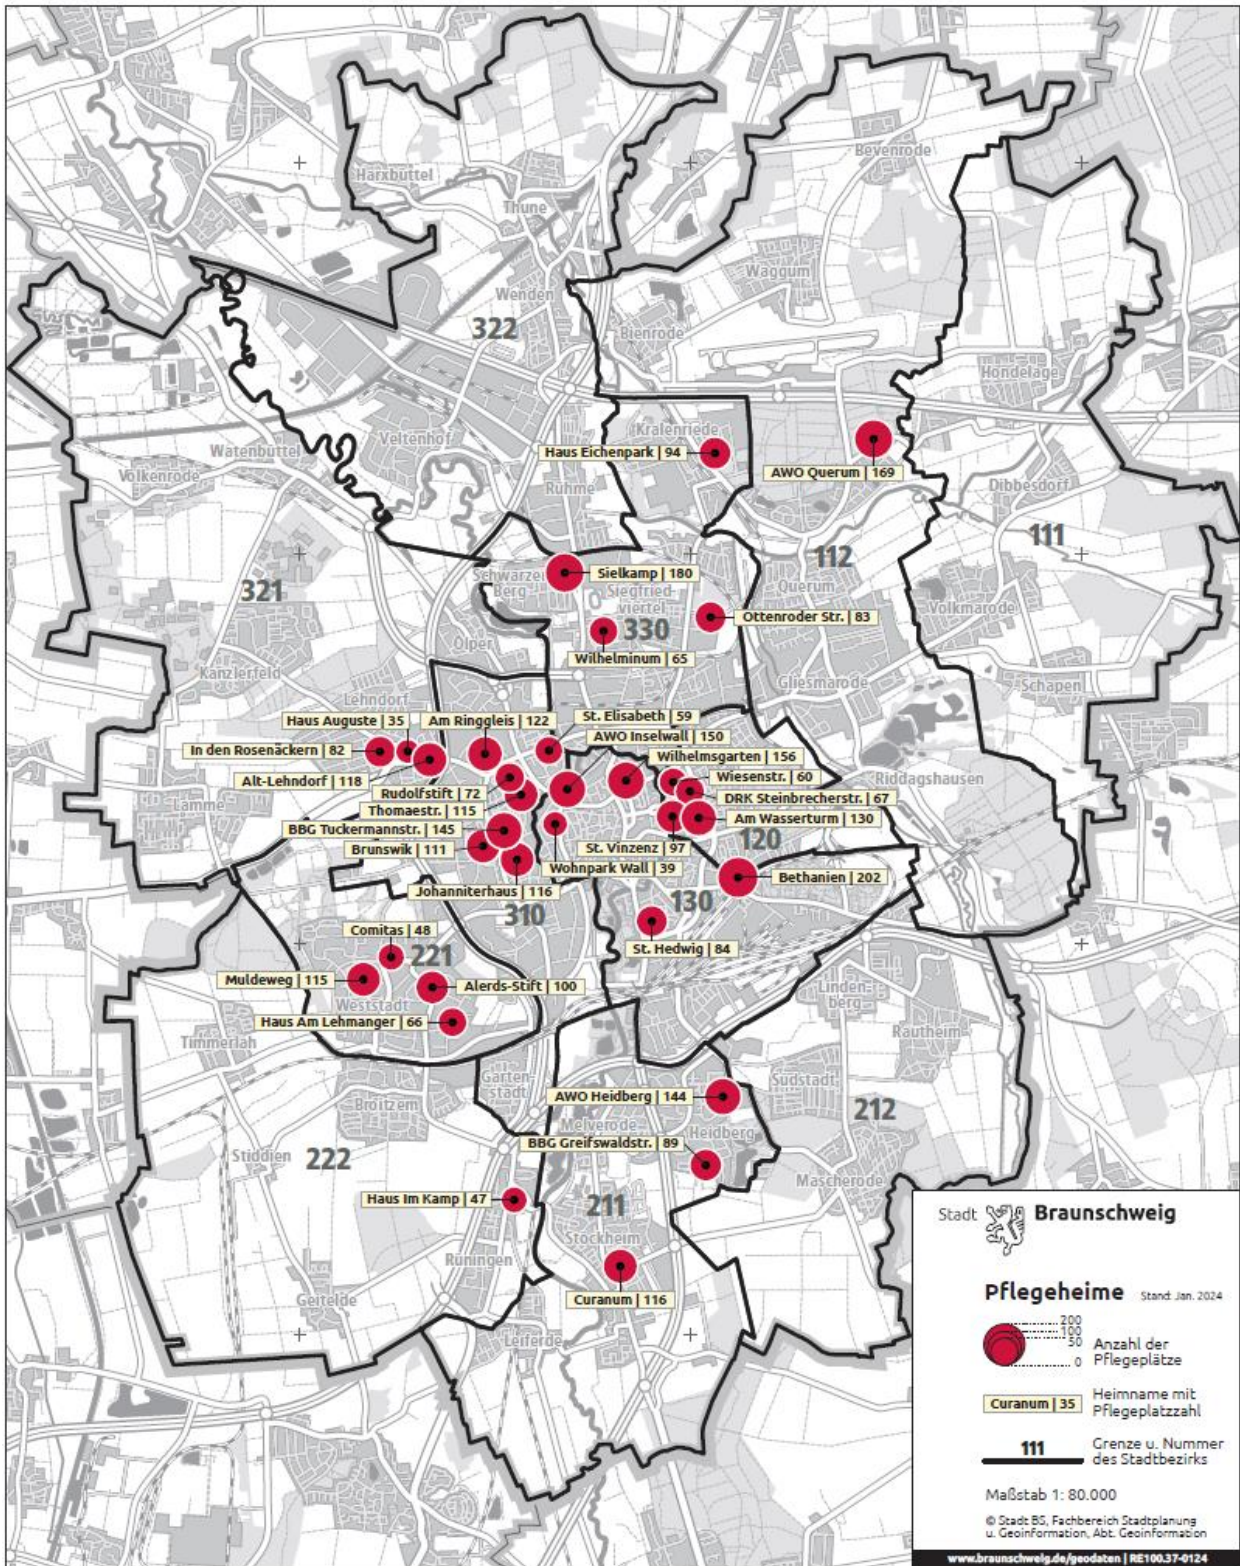 Bevenrode
Harxbüttel
Thune
Waggum
Wenden
322
Bienrode
Hondelage
Kralenriede
Veltenhof
Haus Eichenpark | 94
Watenbüttel
AWO Querum | 169
Völkenrode
Rühme
Dibbesdorf
111
112
Schwarzer
Berg
Sielkamp | 180
Siegfried-
viertel
Querum
321
Volkmarode
Ottenroder Str. | 83
330
Ölper
Wilhelminum | 65
Kanzlerfeld
Gliesmarode
Schapen
Lehndorf
Haus Auguste | 35
Am Ringgleis | 122
St. Elisabeth | 59
AWO Inselwall | 150
In den Rosenäckern | 82
Wilhelmsgarten | 156
Alt-Lehndorf | 118
Wiesenstr. | 60
Riddagshausen
Rudolfstift | 72
DRK Steinbrecherstr. | 67
Lamme
Thomaestr. | 115
Am Wasserturm | 130
BBG Tuckermannstr. | 145
120
Brunswik | 111
St. Vinzenz | 97
Wohnpark Wall | 39
Bethanien | 202
Johanniterhaus | 116
130
310
Comitas | 48
St. Hedwig | 84
221
Muldeweg | 115
Alerds-Stift | 100
Linden-
berg
Weststadt
Haus Am Lehmanger | 66
Rautheim
Timmerlah
Garten-
stadt
Südstadt
AWO Heidberg | 144
Broitzem
212
Melverode
Heidberg
BBG Greifswaldstr. | 89
Stiddien
222
Mascherode
Haus Im Kamp | 47
211
Stöckheim
Rüningen
Curanum | 116
Geitelde
Leiferde
Stadt Braunschweig
Pflegeheime Stand: Jan. 2024
200
100
50
0
Anzahl der
Pflegeplätze
Curanum | 35
Heimname mit
Pflegeplatzzahl
111
Grenze u. Nummer
des Stadtbezirks
Maßstab 1: 80.000
© Stadt BS, Fachbereich Stadtplanung
u. Geoinformation, Abt. Geoinformation
www.braunschweig.de/geodaten | RE100.37-0124